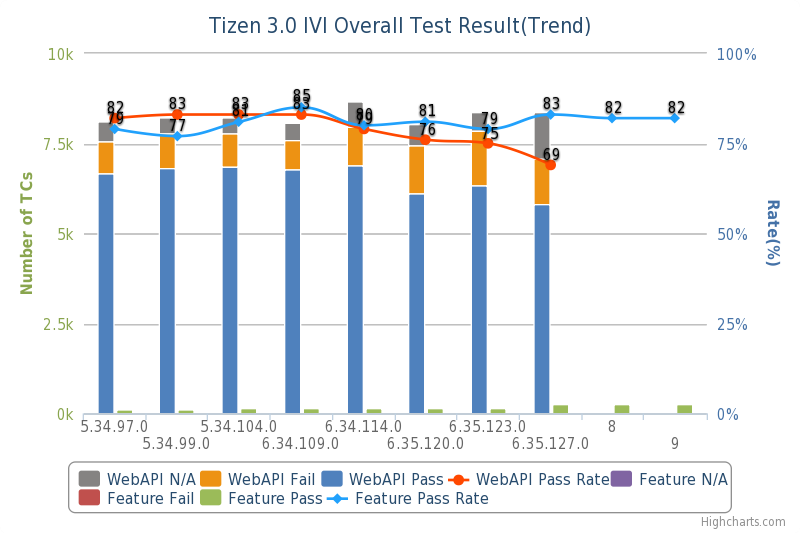 Tizen 3.0 IVI Overall Test Result(Trend)
10k
100%
85
82 83 83 83 80 81 79 83 82 82
79 77 81 79 76 75
7.5k
75%
69
Number of TCs
Rate(%)
5k
50%
2.5k
25%
0k
0%
5.34.97.0 5.34.104.0 6.34.114.0 6.35.123.0 8
5.34.99.0 6.34.109.0 6.35.120.0 6.35.127.0 9
WebAPI N/A WebAPI Fail WebAPI Pass WebAPI Pass Rate Feature N/A
Feature Fail Feature Pass Feature Pass Rate
Highcharts.com